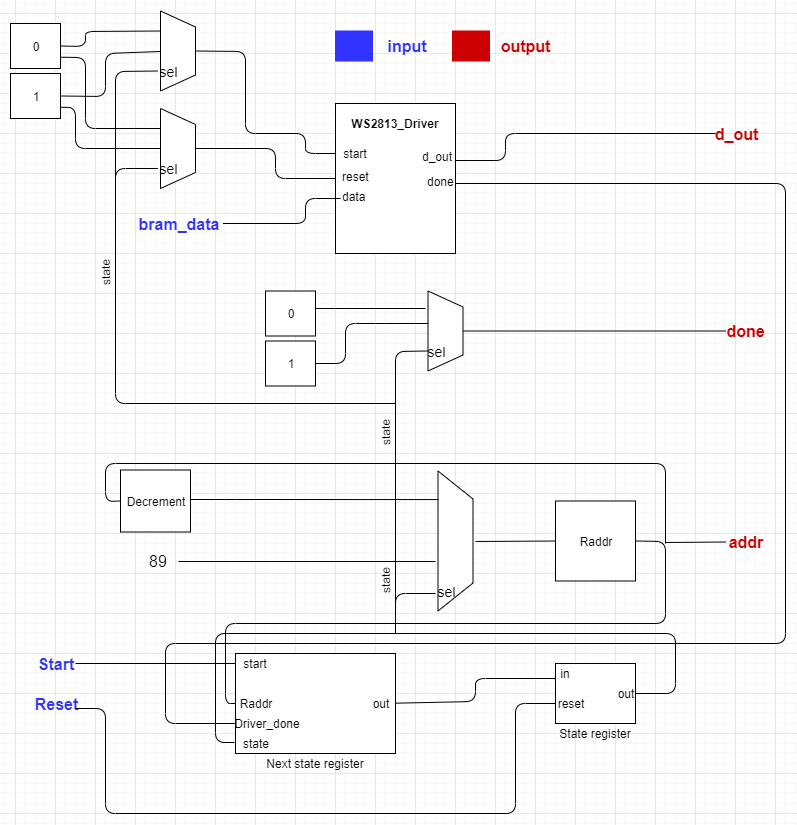 0
input
output
sel
1
WS2813_Driver
d_out
start
d_out
sel
reset
done
data
bram_data
state
0
done
sel
1
state
Decrement
addr
Raddr
89
state
sel
Start
start
in
Reset
Raddr
out
reset
out
Driver_done
State register
state
Next state register